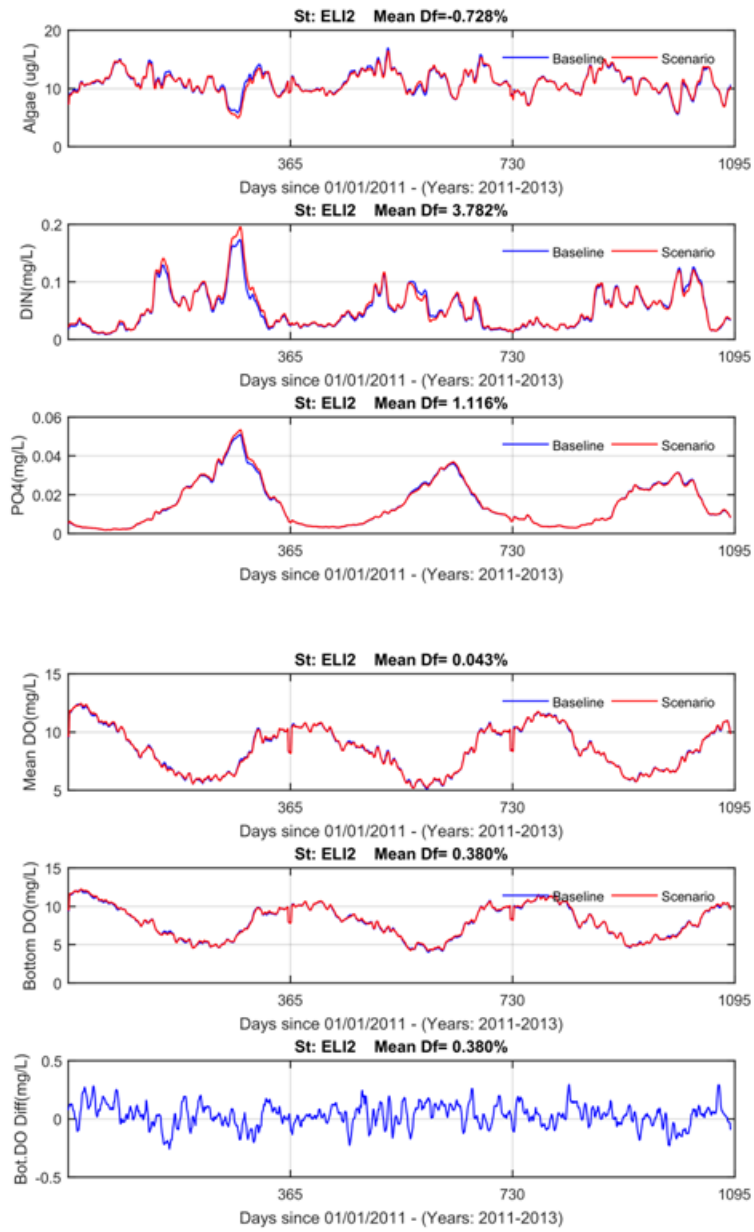 St: ELI2 Mean Df=-0.728%
20
10
0
Algae (ug/L)
Baseline Scenario
365 730 1095
Days since 01/01/2011 - (Years: 2011-2013)
St: ELI2 Mean Df= 3.782%
0.2
0.1
0
DIN(mg/L)
Baseline Scenario
365 730 1095
Days since 01/01/2011 - (Years: 2011-2013)
St: ELI2 Mean Df= 1.116%
0.06
0.04
0.02
0
PO4(mg/L)
Baseline Scenario
365 730 1095
Days since 01/01/2011 - (Years: 2011-2013)
St: ELI2 Mean Df= 0.043%
15
10
5
Mean DO(mg/L)
Baseline Scenario
365 730 1095
Days since 01/01/2011 - (Years: 2011-2013)
St: ELI2 Mean Df= 0.380%
15
10
5
0
Bottom DO(mg/L)
Baseline Scenario
365 730 1095
Days since 01/01/2011 - (Years: 2011-2013)
St: ELI2 Mean Df= 0.380%
0.5
0
-0.5
Bot.DO Diff(mg/L)
365 730 1095
Days since 01/01/2011 - (Years: 2011-2013)